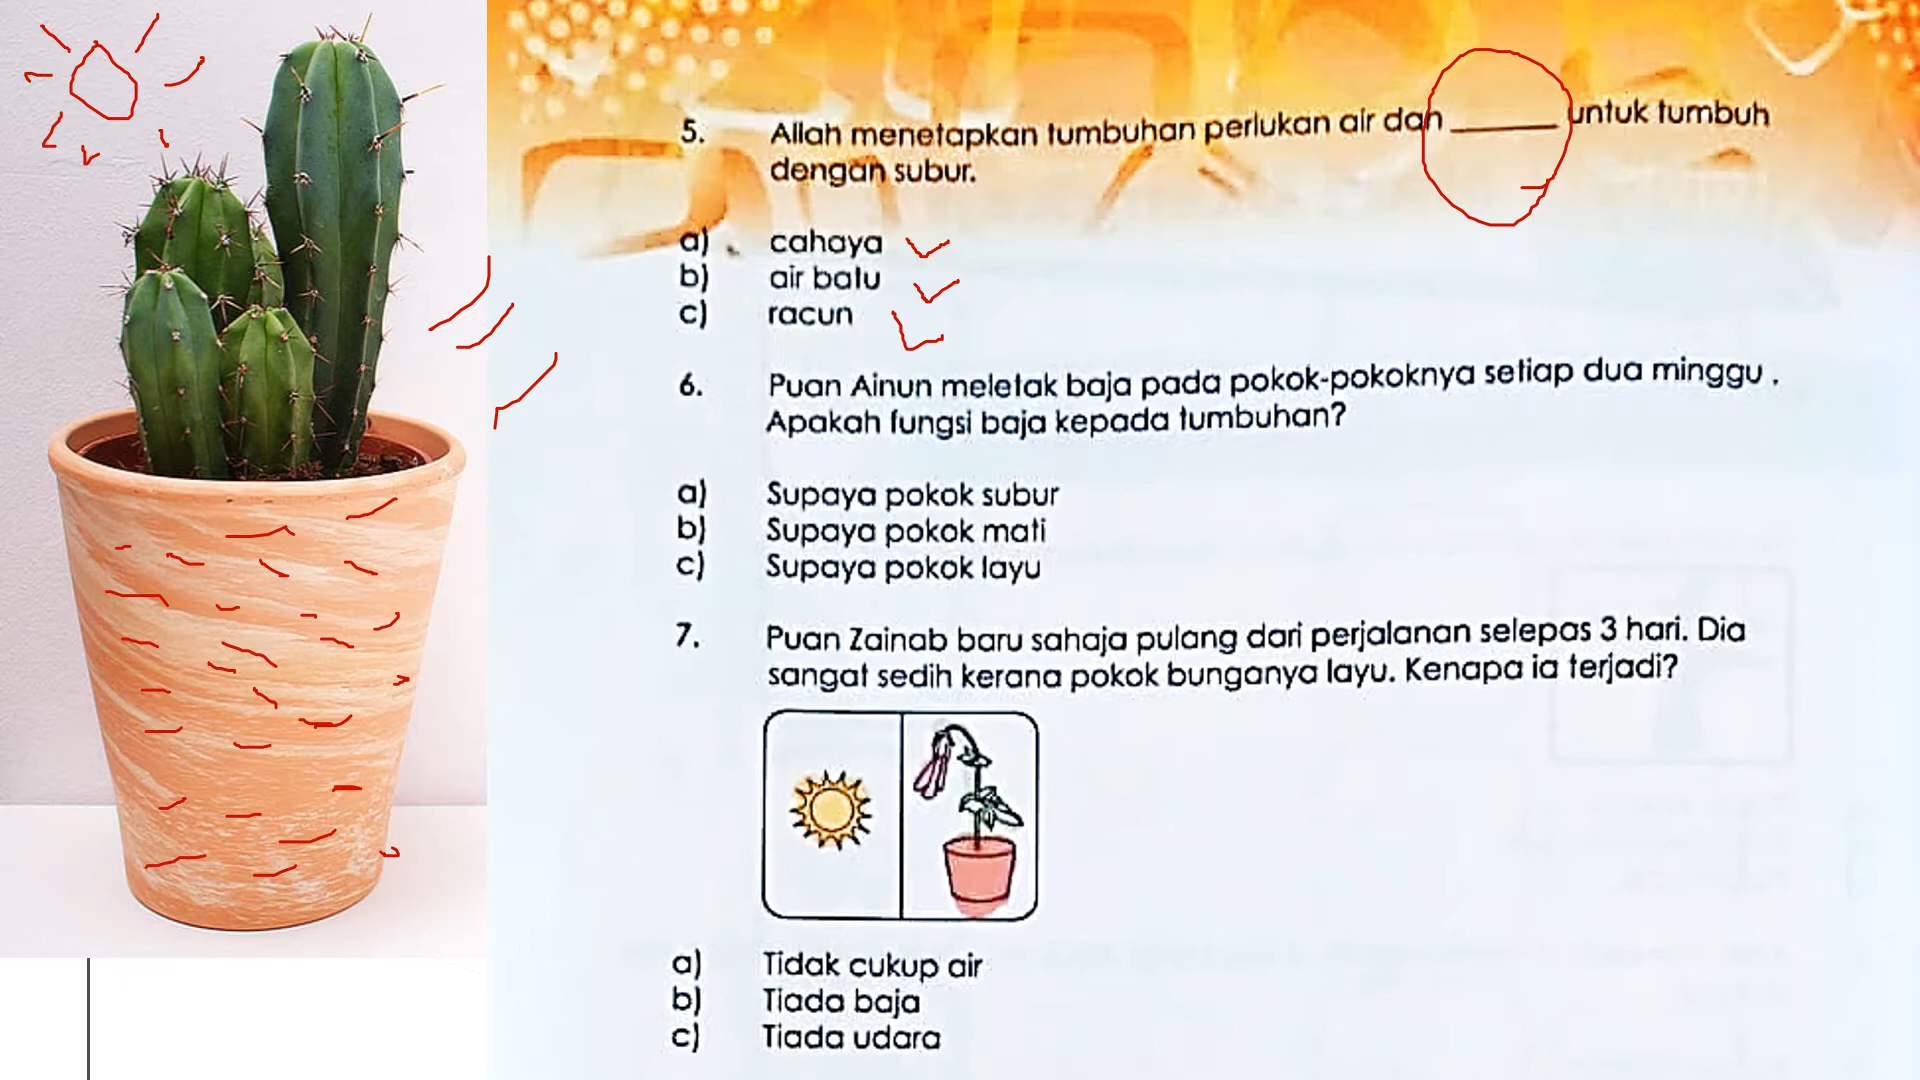 5. Allah menetapkan tumbuhan perlukan air dan ______ untuk tumbuh
dengan subur.
a) cahaya
b) air batu
c) racun
6. Puan Ainun meletak baja pada pokok-pokoknya setiap dua minggu .
Apakah fungsi baja kepada tumbuhan?
a) Supaya pokok subur
b) Supaya pokok mati
c) Supaya pokok layu
7. Puan Zainab baru sahaja pulang dari perjalanan selepas 3 hari. Dia
sangat sedih kerana pokok bunganya layu. Kenapa ia terjadi?
a) Tidak cukup air
b) Tiada baja
c) Tiada udara